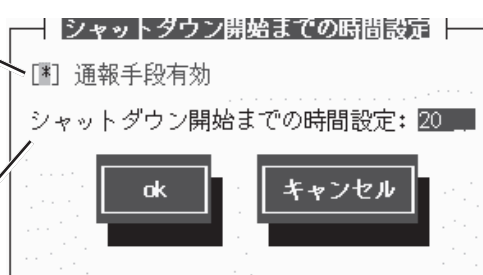 シャットダウン開始までの時間設定
[*] 通報手段有効
シャットダウン開始までの時間設定: 20
ok キャンセル